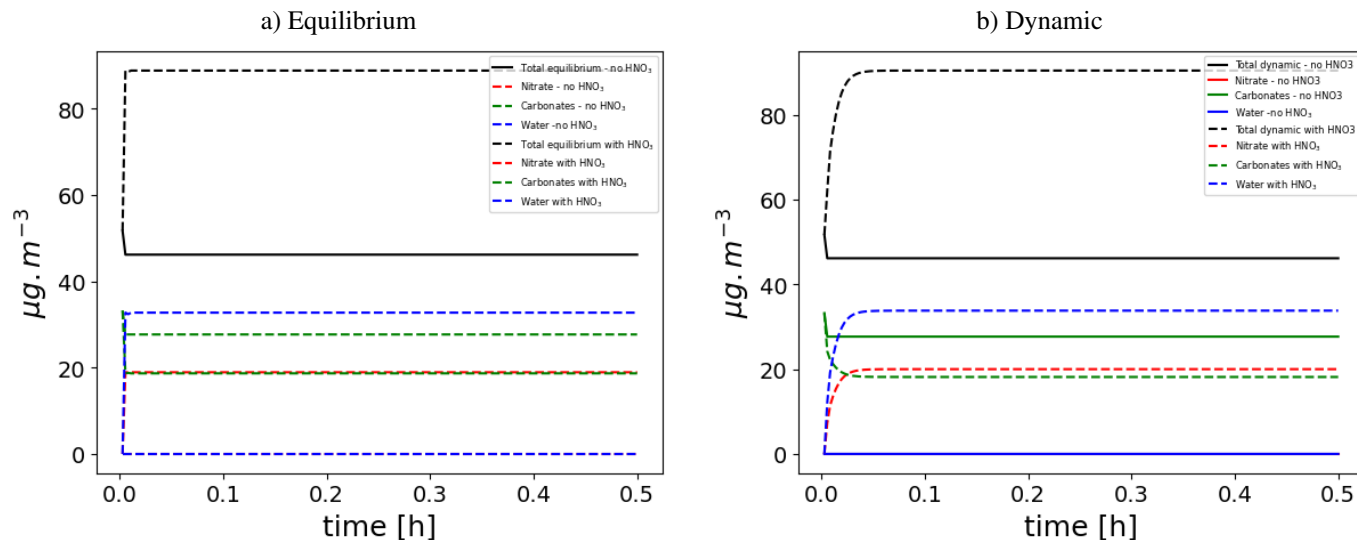 a) Equilibrium
80
60
40
20
0
μg.m⁻³
0.0 0.1 0.2 0.3 0.4 0.5
time [h]
Total equilibrium - no HNO₃
Nitrate - no HNO₃
Carbonates - no HNO₃
Water -no HNO₃
Total equilibrium with HNO₃
Nitrate with HNO₃
Carbonates with HNO₃
Water with HNO₃
b) Dynamic
80
60
40
20
0
μg.m⁻³
0.0 0.1 0.2 0.3 0.4 0.5
time [h]
Total dynamic - no HNO3
Nitrate - no HNO3
Carbonates - no HNO3
Water -no HNO₃
Total dynamic with HNO3
Nitrate with HNO₃
Carbonates with HNO₃
Water with HNO₃